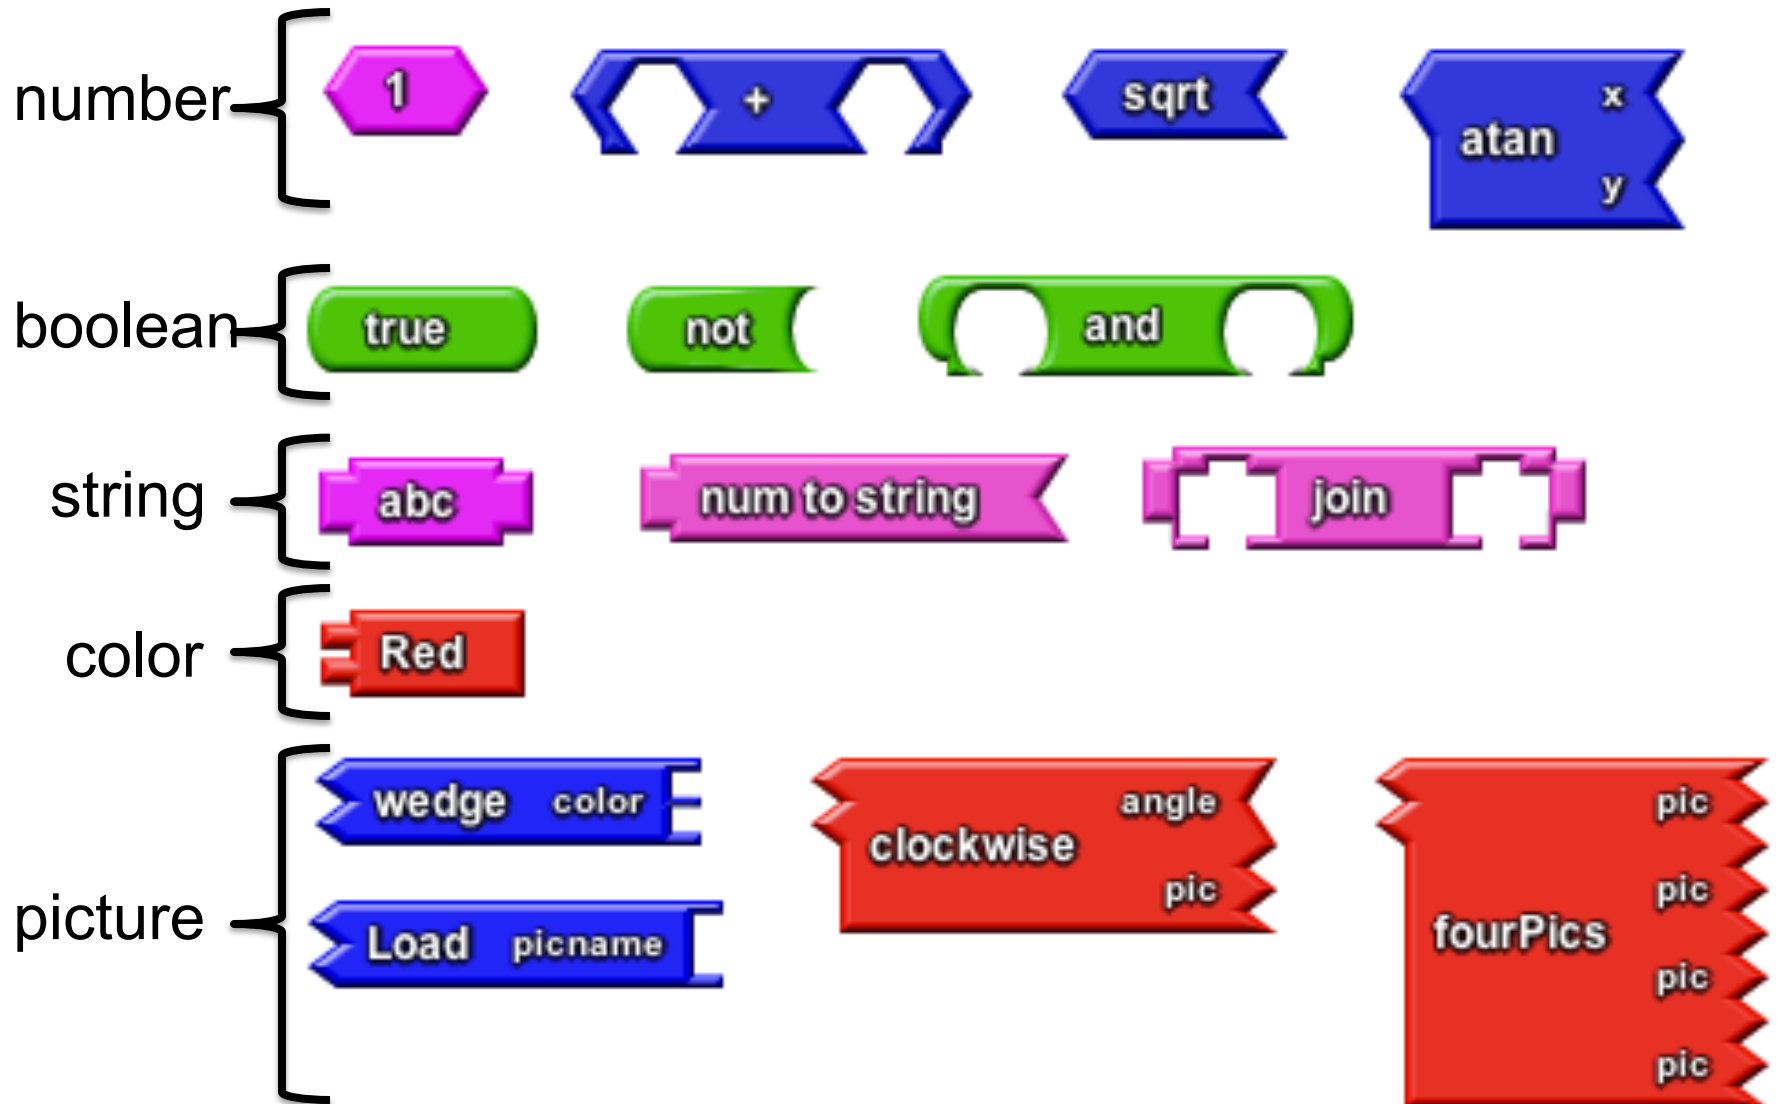 number
1
+
sqrt
atan
x
y
boolean
true
not
and
string
abc
num to string
join
color
Red
picture
wedge color
Load picname
clockwise
angle
pic
fourPics
pic
pic
pic
pic